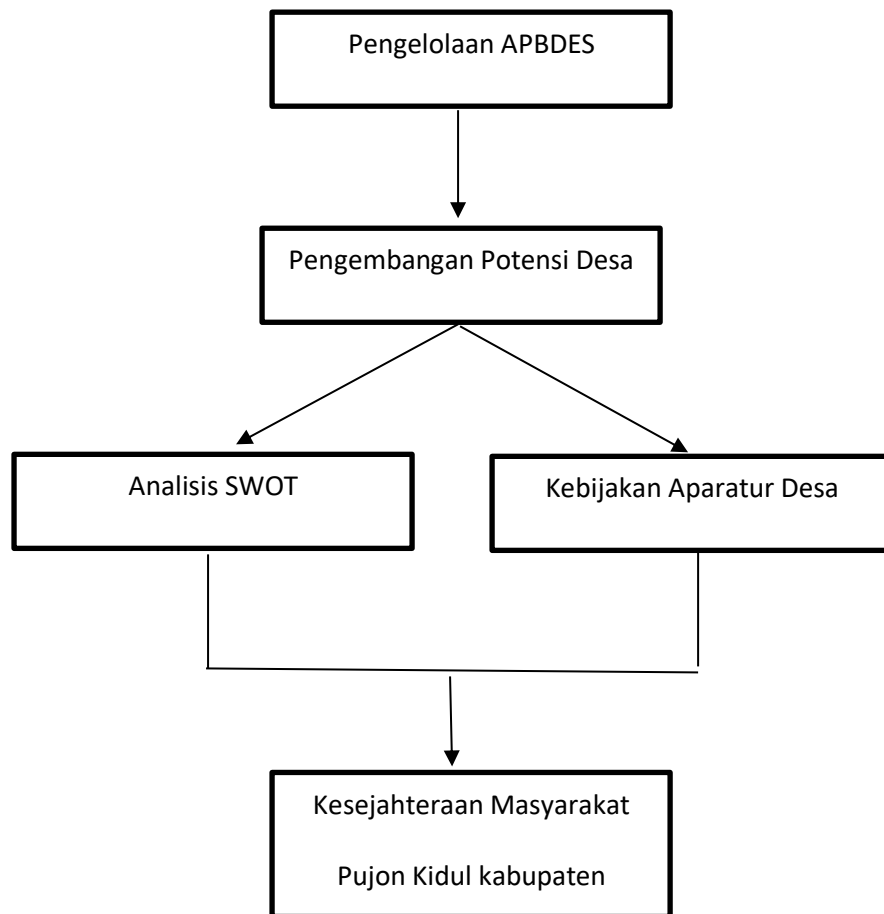 Pengelolaan APBDES
Pengembangan Potensi Desa
Analisis SWOT
Kebijakan Aparatur Desa
Kesejahteraan Masyarakat
Pujon Kidul kabupaten